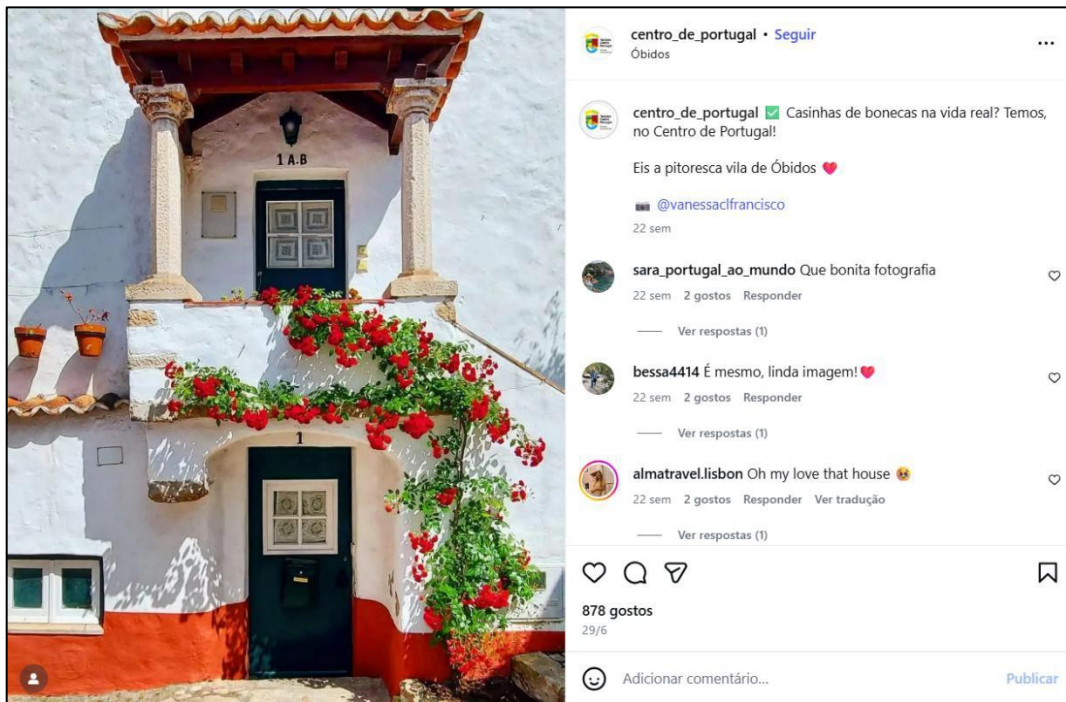 1 A.B
1
centro_de_portugal • Seguir
Óbidos
centro_de_portugal ✅ Casinhas de bonecas na vida real? Temos,
no Centro de Portugal!
Eis a pitoresca vila de Óbidos ❤️
📷 @vanessaclfrancisco
22 sem
sara_portugal_ao_mundo Que bonita fotografia
22 sem 2 gostos Responder
Ver respostas (1)
bessa4414 É mesmo, linda imagem!❤️
22 sem 2 gostos Responder
Ver respostas (1)
almatravel.lisbon Oh my love that house 🥹
22 sem 2 gostos Responder Ver tradução
Ver respostas (1)
878 gostos
29/6
Adicionar comentário...
Publicar